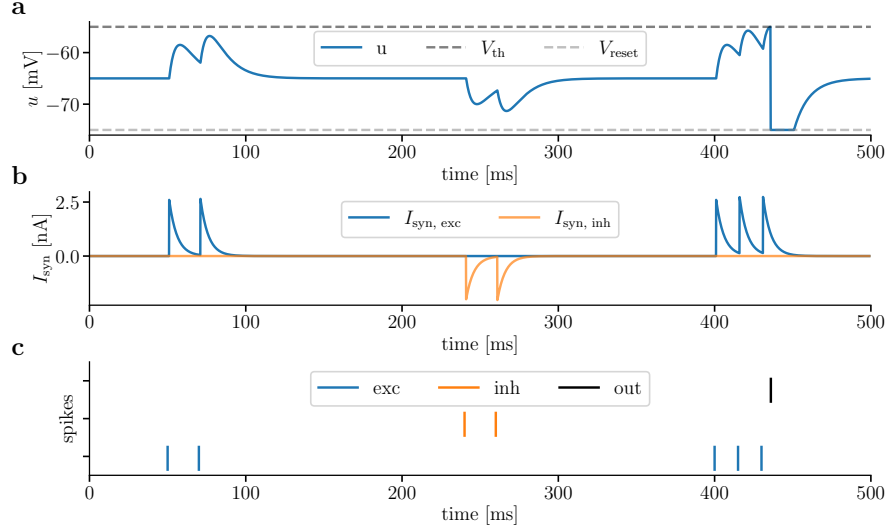 a
u [mV]
−60
−70
u
V_th
V_reset
0
100
200
300
400
500
time [ms]
b
I_syn [nA]
2.5
0.0
I_syn, exc
I_syn, inh
0
100
200
300
400
500
time [ms]
c
spikes
exc
inh
out
0
100
200
300
400
500
time [ms]